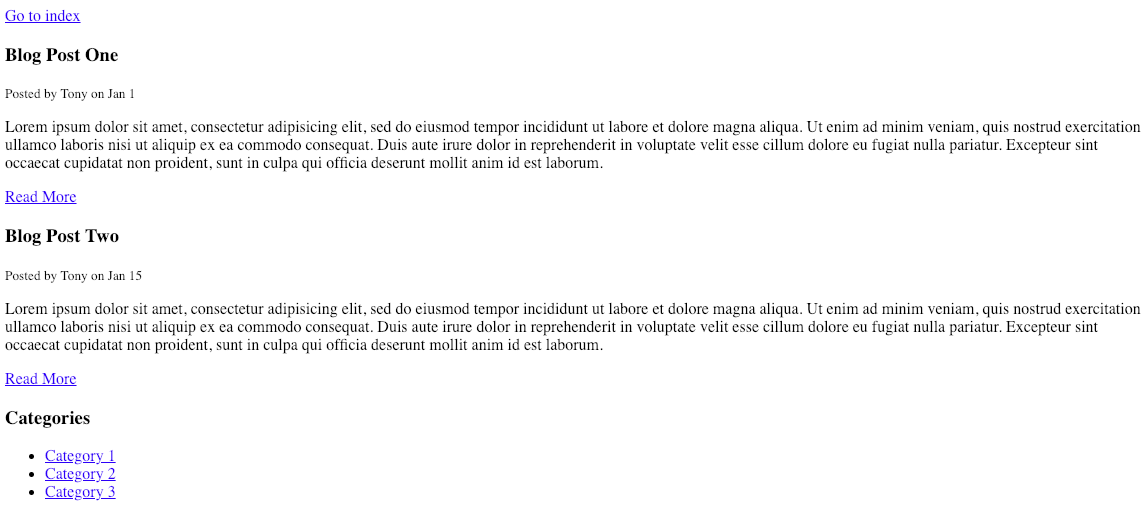 Go to index
Blog Post One
Posted by Tony on Jan 1
Lorem ipsum dolor sit amet, consectetur adipisicing elit, sed do eiusmod tempor incididunt ut labore et dolore magna aliqua. Ut enim ad minim veniam, quis nostrud exercitation
ullamco laboris nisi ut aliquip ex ea commodo consequat. Duis aute irure dolor in reprehenderit in voluptate velit esse cillum dolore eu fugiat nulla pariatur. Excepteur sint
occaecat cupidatat non proident, sunt in culpa qui officia deserunt mollit anim id est laborum.
Read More
Blog Post Two
Posted by Tony on Jan 15
Lorem ipsum dolor sit amet, consectetur adipisicing elit, sed do eiusmod tempor incididunt ut labore et dolore magna aliqua. Ut enim ad minim veniam, quis nostrud exercitation
ullamco laboris nisi ut aliquip ex ea commodo consequat. Duis aute irure dolor in reprehenderit in voluptate velit esse cillum dolore eu fugiat nulla pariatur. Excepteur sint
occaecat cupidatat non proident, sunt in culpa qui officia deserunt mollit anim id est laborum.
Read More
Categories
• Category 1
• Category 2
• Category 3